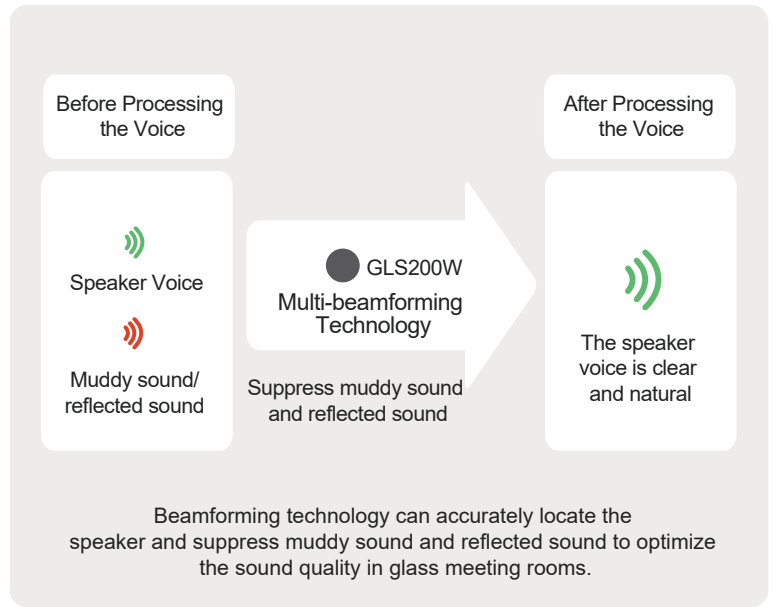 Before Processing
the Voice
After Processing
the Voice
Speaker Voice
Muddy sound/
reflected sound
GLS200W
Multi-beamforming
Technology
Suppress muddy sound
and reflected sound
The speaker
voice is clear
and natural
Beamforming technology can accurately locate the
speaker and suppress muddy sound and reflected sound to optimize
the sound quality in glass meeting rooms.